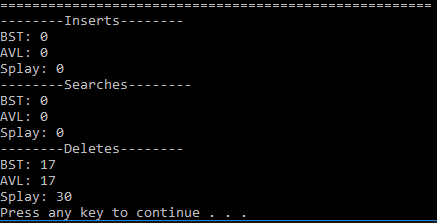 ======================================================
--------Inserts--------
BST: 0
AVL: 0
Splay: 0
--------Searches--------
BST: 0
AVL: 0
Splay: 0
--------Deletes--------
BST: 17
AVL: 17
Splay: 30
Press any key to continue . . .